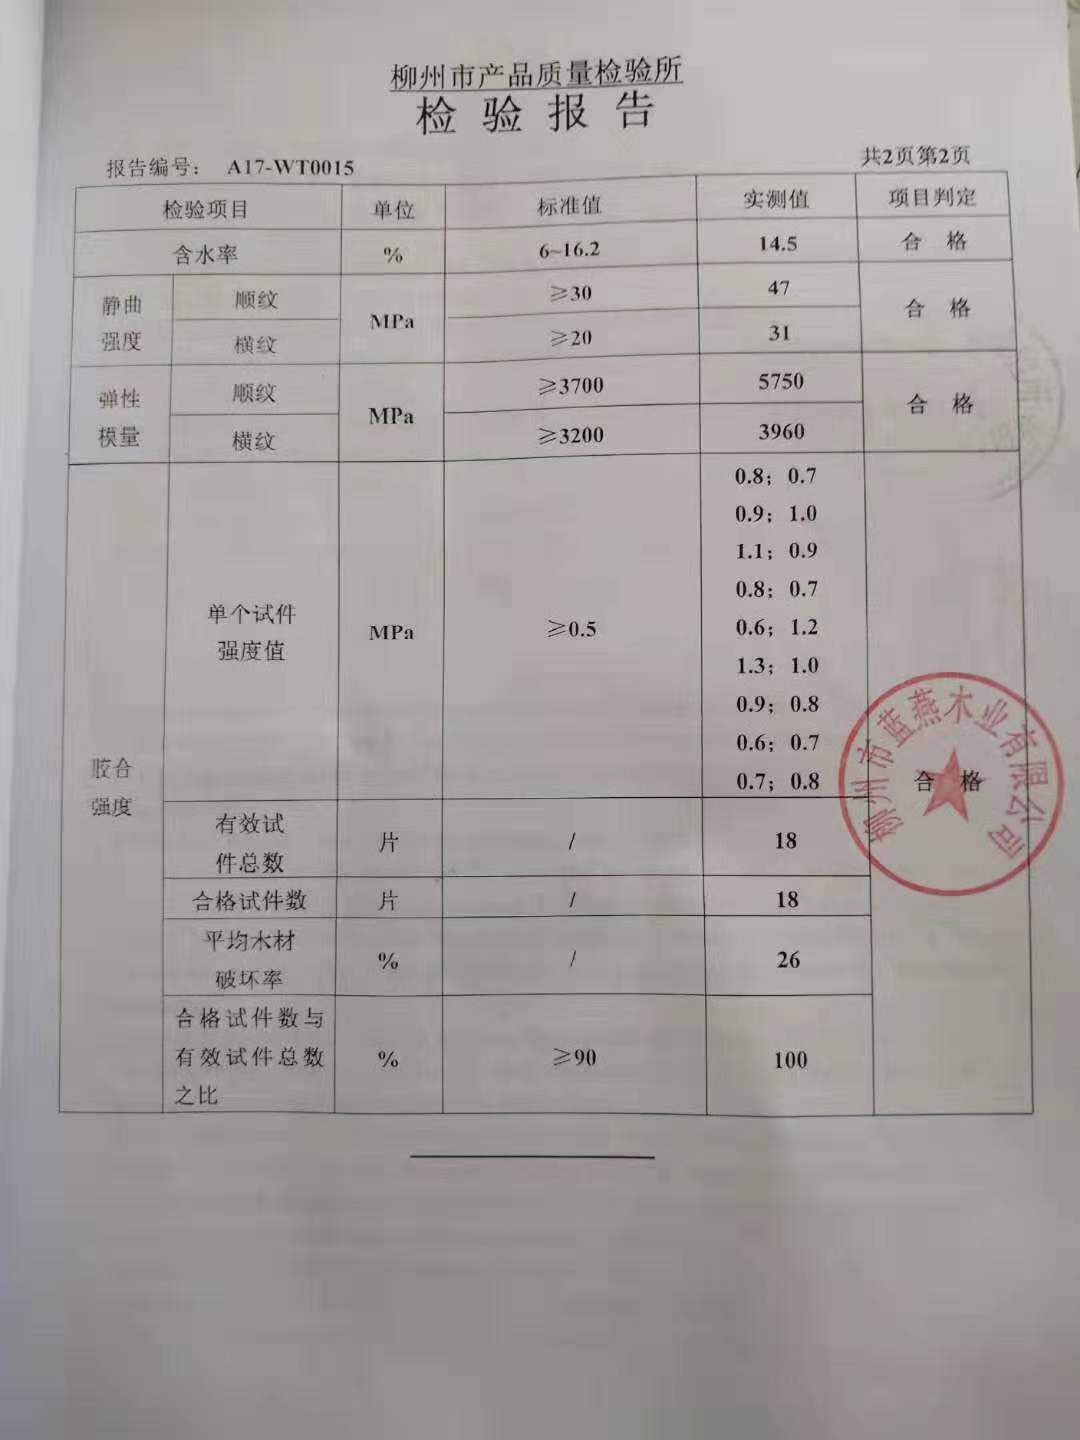 柳州市产品质量检验所
检验报告
报告编号： A17-WT0015
共2页第2页
检验项目 单位 标准值 实测值 项目判定
含水率 % 6~16.2 14.5 合格
静曲强度 顺纹 MPa ≥30 47 合格
横纹 ≥20 31
弹性模量 顺纹 MPa ≥3700 5750 合格
横纹 ≥3200 3960
胶合强度
单个试件
强度值
MPa
≥0.5
0.8；0.7
0.9；1.0
1.1；0.9
0.8；0.7
0.6；1.2
1.3；1.0
0.9；0.8
0.6；0.7
0.7；0.8
合格
柳州市蓝燕木业有限公司
有效试
件总数
片 / 18
合格试件数 片 / 18
平均木材
破坏率
% / 26
合格试件数与
有效试件总数
之比
% ≥90 100